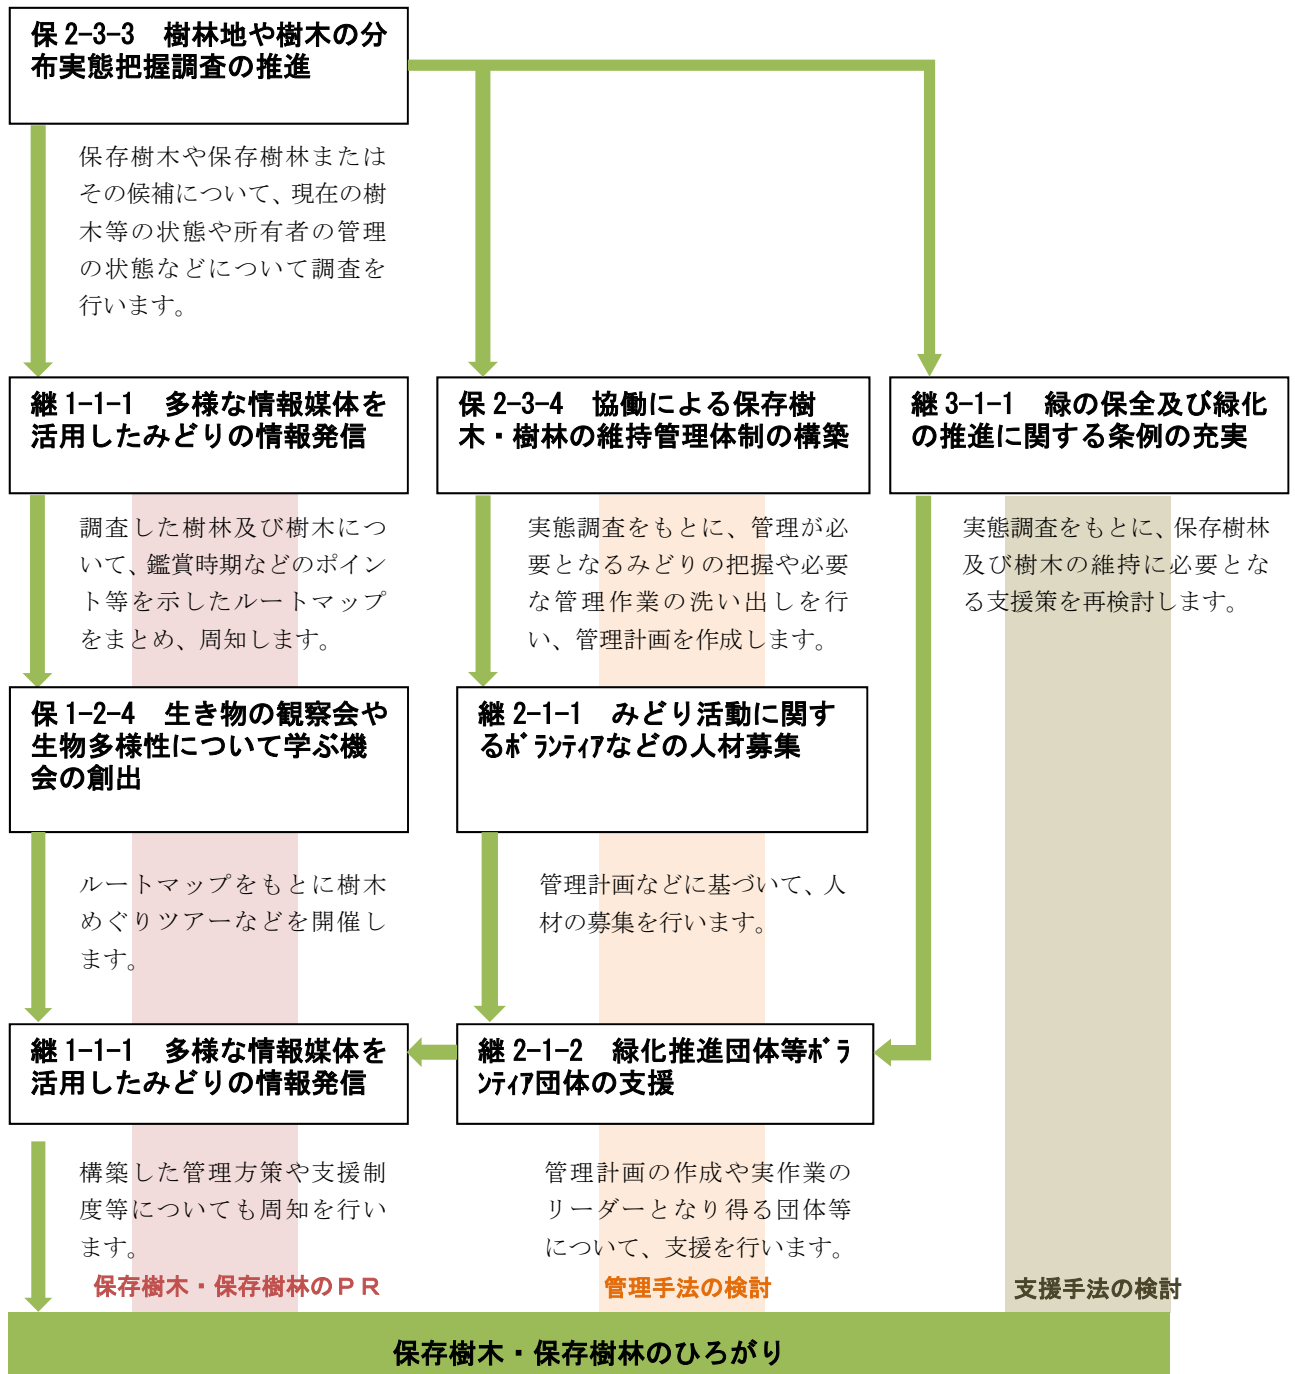 保 2-3-3　樹林地や樹木の分
布実態把握調査の推進
保存樹木や保存樹林または
その候補について、現在の樹
木等の状態や所有者の管理
の状態などについて調査を
行います。
継 1-1-1　多様な情報媒体を
活用したみどりの情報発信
保 2-3-4　協働による保存樹
木・樹林の維持管理体制の構築
継 3-1-1　緑の保全及び緑化
の推進に関する条例の充実
調査した樹林及び樹木につ
いて、鑑賞時期などのポイン
ト等を示したルートマップ
をまとめ、周知します。
実態調査をもとに、管理が必
要となるみどりの把握や必要
な管理作業の洗い出しを行
い、管理計画を作成します。
実態調査をもとに、保存樹林
及び樹木の維持に必要とな
る支援策を再検討します。
保 1-2-4　生き物の観察会や
生物多様性について学ぶ機
会の創出
継 2-1-1　みどり活動に関す
るﾎﾞﾗﾝﾃｨｱなどの人材募集
ルートマップをもとに樹木
めぐりツアーなどを開催し
ます。
管理計画などに基づいて、人
材の募集を行います。
継 1-1-1　多様な情報媒体を
活用したみどりの情報発信
継 2-1-2　緑化推進団体等ﾎﾞﾗ
ﾝﾃｨｱ団体の支援
構築した管理方策や支援制
度等についても周知を行い
ます。
管理計画の作成や実作業の
リーダーとなり得る団体等
について、支援を行います。
保存樹木・保存樹林のＰＲ
管理手法の検討
支援手法の検討
保存樹木・保存樹林のひろがり